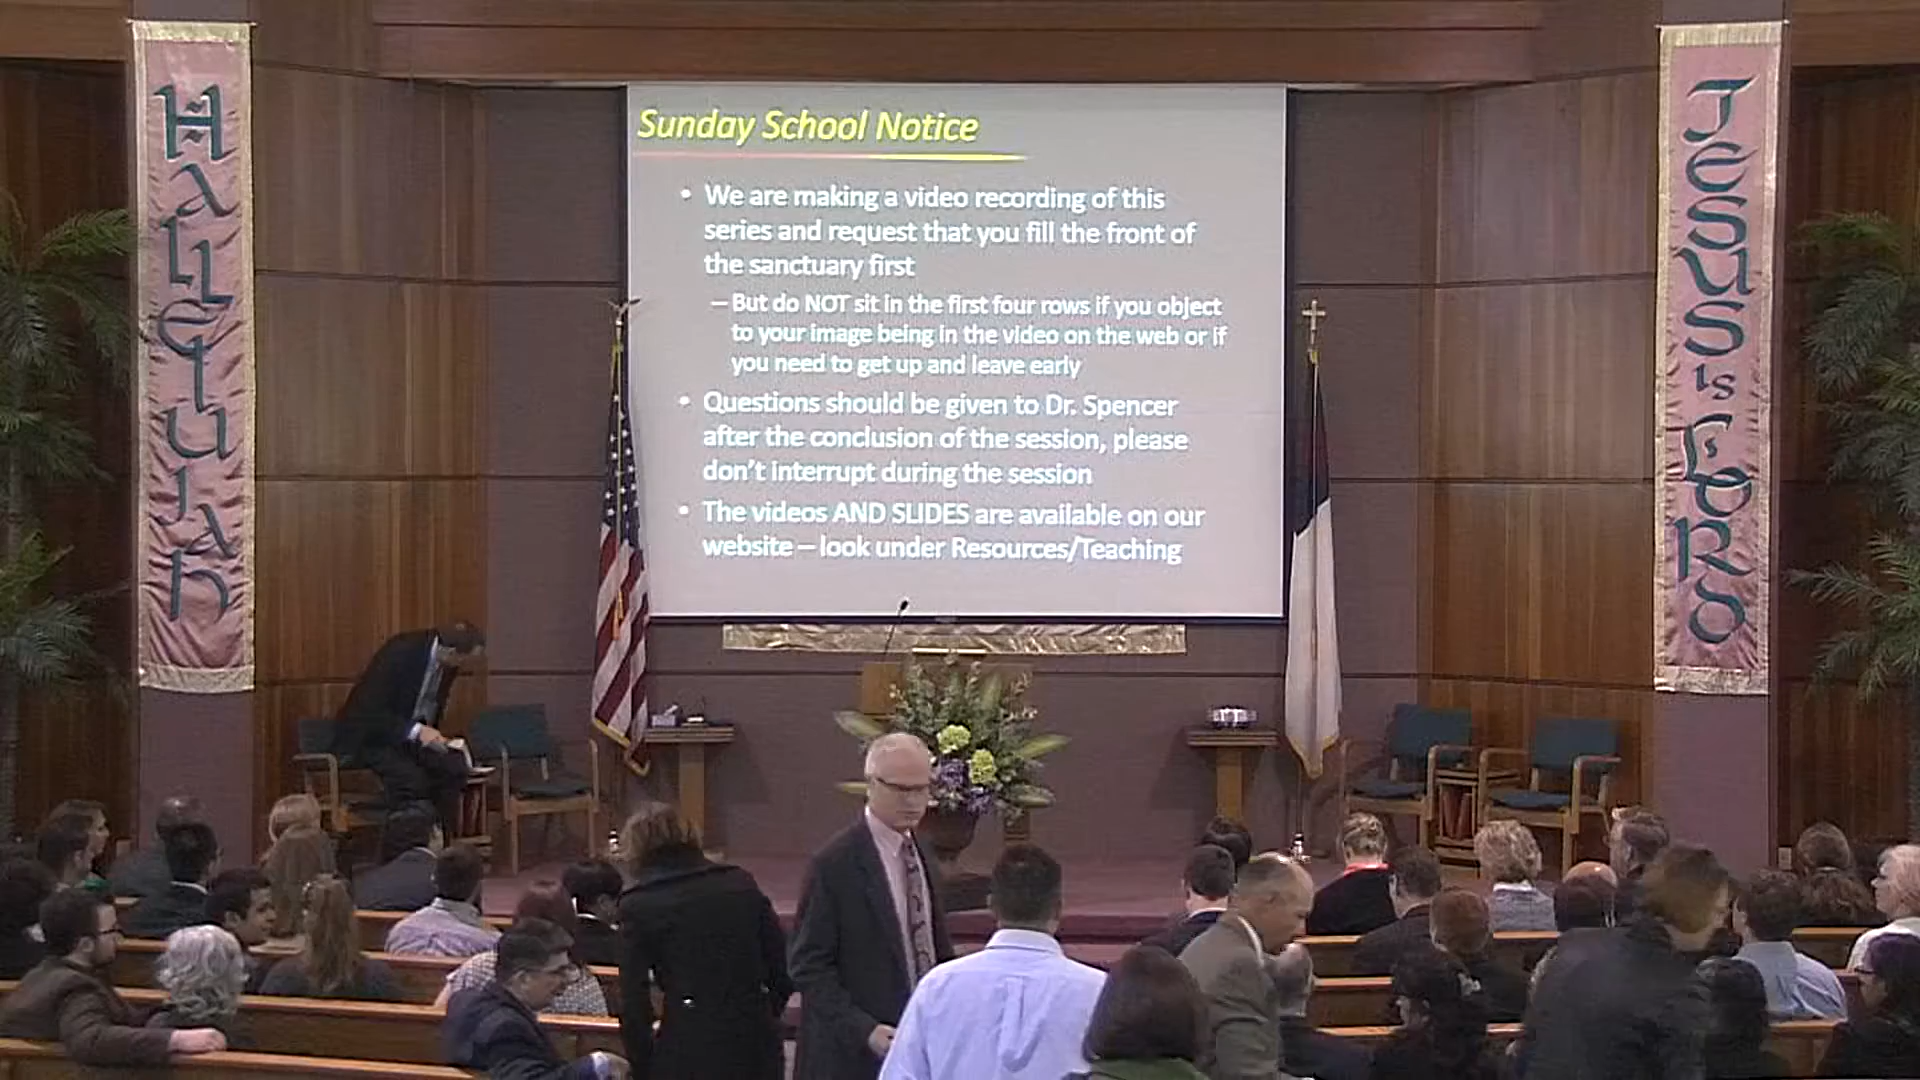 Hallelujah
Sunday School Notice
• We are making a video recording of this
series and request that you fill the front of
the sanctuary first
– But do NOT sit in the first four rows if you object
to your image being in the video on the web or if
you need to get up and leave early
• Questions should be given to Dr. Spencer
after the conclusion of the session, please
don't interrupt during the session
• The videos AND SLIDES are available on our
website – look under Resources/Teaching
JESUS
is
LORD